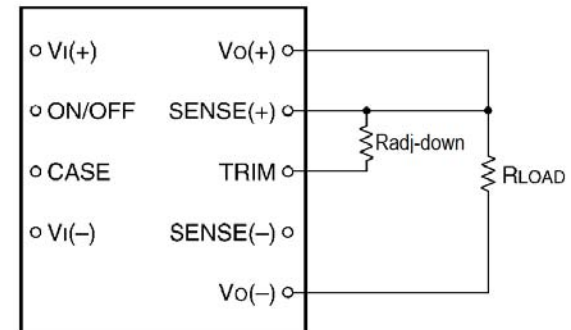 VI(+) VO(+)
ON/OFF SENSE(+)
Radj-down
CASE TRIM
RLOAD
VI(–) SENSE(–)
VO(–)